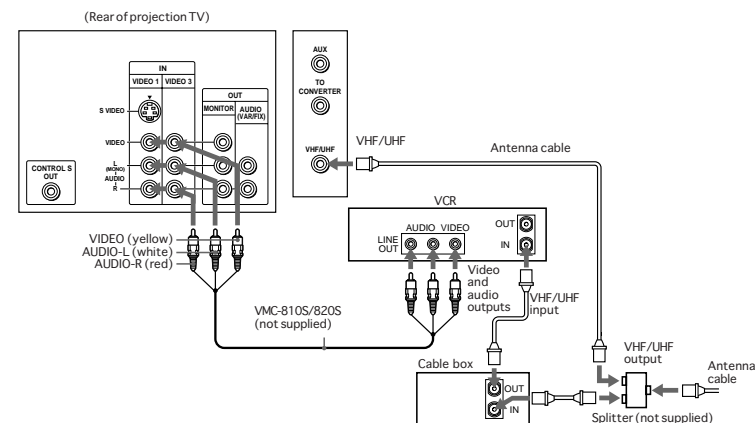 (Rear of projection TV)
IN
VIDEO 1 VIDEO 3
S VIDEO
VIDEO
L
(MONO)
AUDIO
R
OUT
MONITOR AUDIO
(VAR/FIX)
CONTROL S
OUT
AUX
TO
CONVERTER
VHF/UHF
VHF/UHF
Antenna cable
VCR
AUDIO VIDEO
LINE
OUT
OUT
IN
VIDEO (yellow)
AUDIO-L (white)
AUDIO-R (red)
Video
and
audio
outputs
VHF/UHF
input
VMC-810S/820S
(not supplied)
Cable box
OUT
IN
VHF/UHF
output
Antenna
cable
Splitter (not supplied)